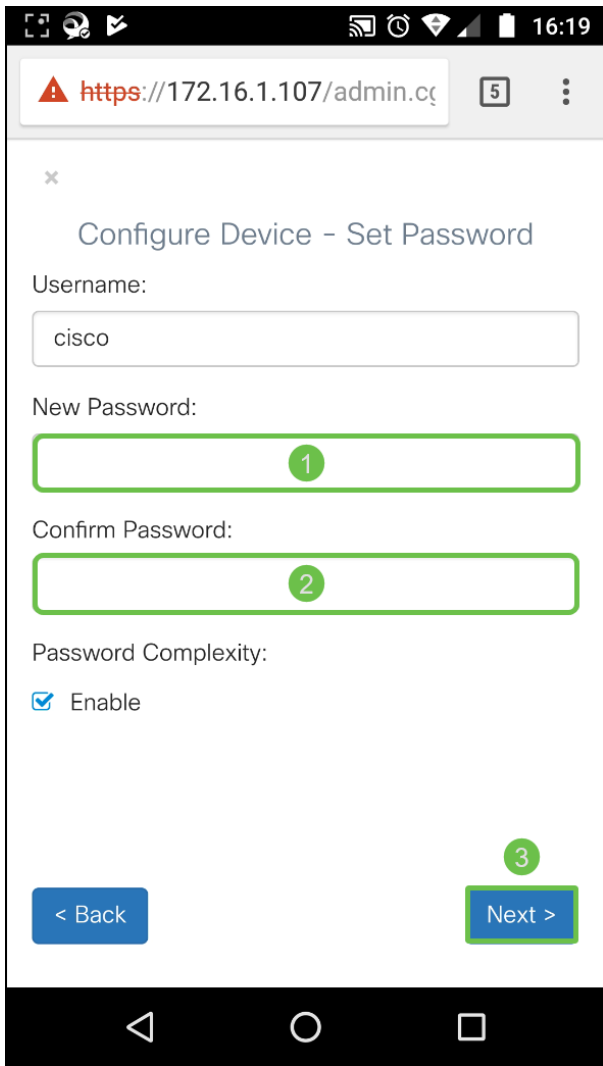 16:19
https://172.16.1.107/admin.cg
5
×
Configure Device - Set Password
Username:
cisco
New Password:
1
Confirm Password:
2
Password Complexity:
Enable
3
< Back
Next >